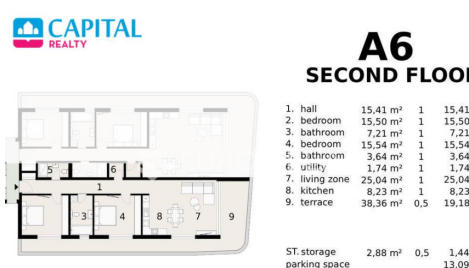 CAPITAL
REALTY
A6
SECOND FLOOR
1. hall 15,41 m² 1 15,41
2. bedroom 15,50 m² 1 15,50
3. bathroom 7,21 m² 1 7,21
4. bedroom 15,54 m² 1 15,54
5. bathroom 3,64 m² 1 3,64
6. utility 1,74 m² 1 1,74
7. living zone 25,04 m² 1 25,04
8. kitchen 8,23 m² 1 8,23
9. terrace 38,36 m² 0,5 19,18
ST. storage 2,88 m² 0,5 1,44
parking space 13,09
5 6
1
2 3 4 8 7 9